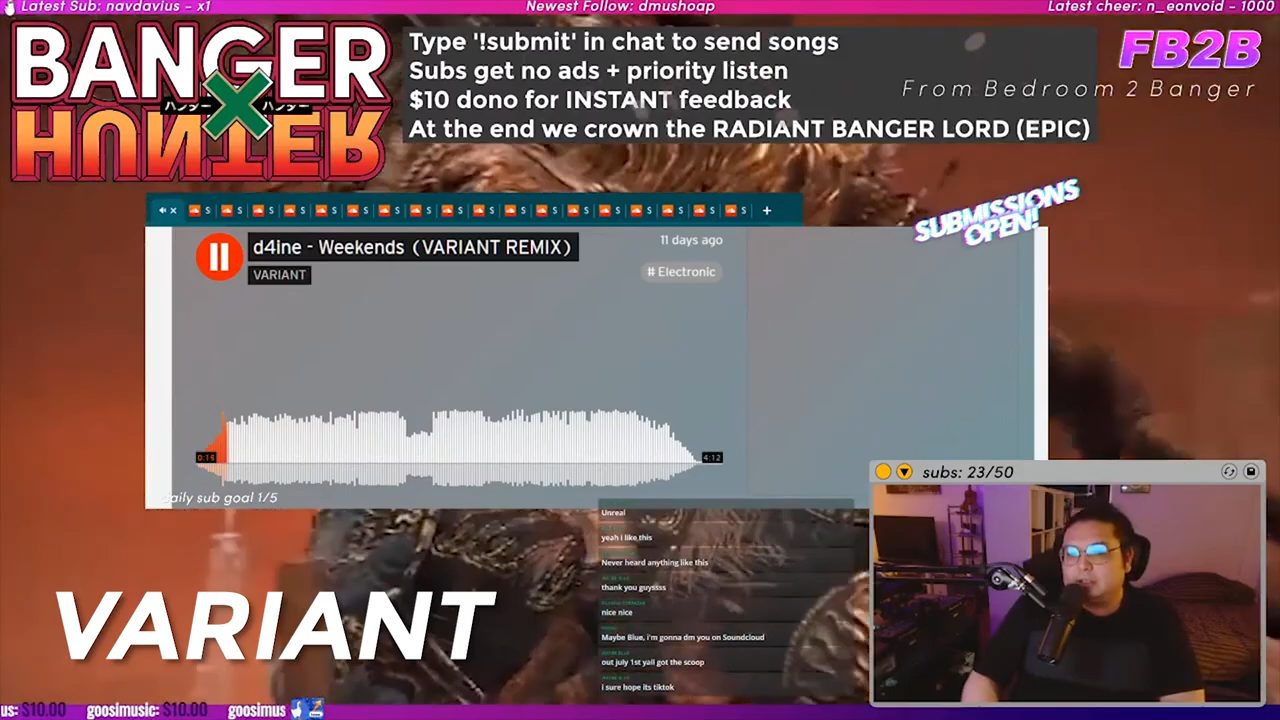 Latest Sub: navdavius - x1
Newest Follow: dmushoap
Latest cheer: n_eonvoid - 1000
BANGER
ハンター ハンター
HUNTER
Type '!submit' in chat to send songs
Subs get no ads + priority listen
$10 dono for INSTANT feedback
At the end we crown the RADIANT BANGER LORD (EPIC)
FB2B
From Bedroom 2 Banger
SUBMISSIONS
OPEN!
S S S S S S S S S S S S S S S S S S
d4ine - Weekends (VARIANT REMIX)
VARIANT
11 days ago
# Electronic
4:12
aily sub goal 1/5
subs: 23/50
Unreal
yeah i like this
Never heard anything like this
thank you guyssss
nice nice
Maybe Blue, i'm gonna dm you on Soundcloud
out july 1st yall got the scoop
I sure hope its tiktok
VARIANT
us: $10.00 goosimusic: $10.00 goosimus